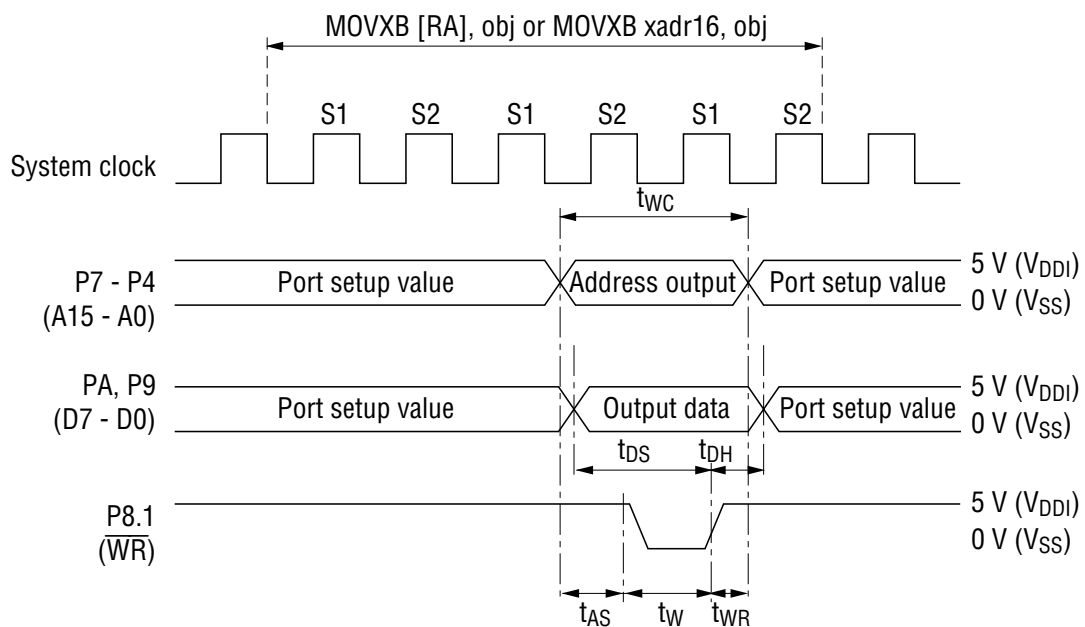 MOVXB [RA], obj or MOVXB xadr16, obj
S1 S2 S1 S2 S1 S2
System clock
tWC
P7 - P4
(A15 - A0)
Port setup value
Address output
Port setup value
5 V (VDDI)
0 V (VSS)
PA, P9
(D7 - D0)
Port setup value
Output data
Port setup value
5 V (VDDI)
0 V (VSS)
tDS tDH
P8.1
(WR)
5 V (VDDI)
0 V (VSS)
tAS tW tWR